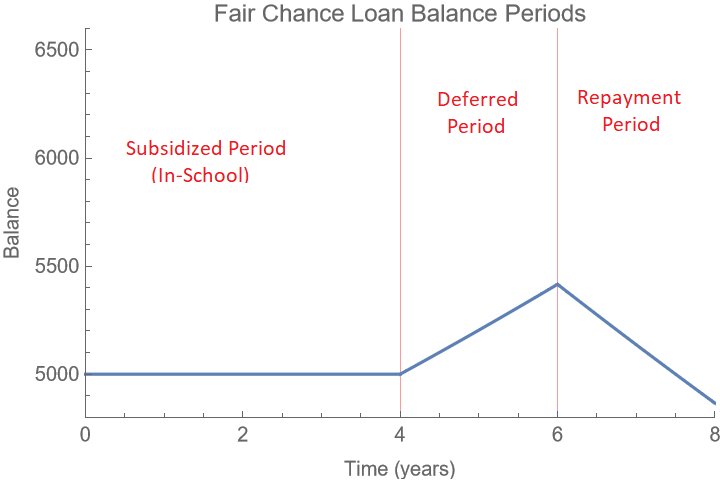 Fair Chance Loan Balance Periods
6500
6000
5500
5000
Balance
Subsidized Period
(In-School)
Deferred
Period
Repayment
Period
0 2 4 6 8
Time (years)